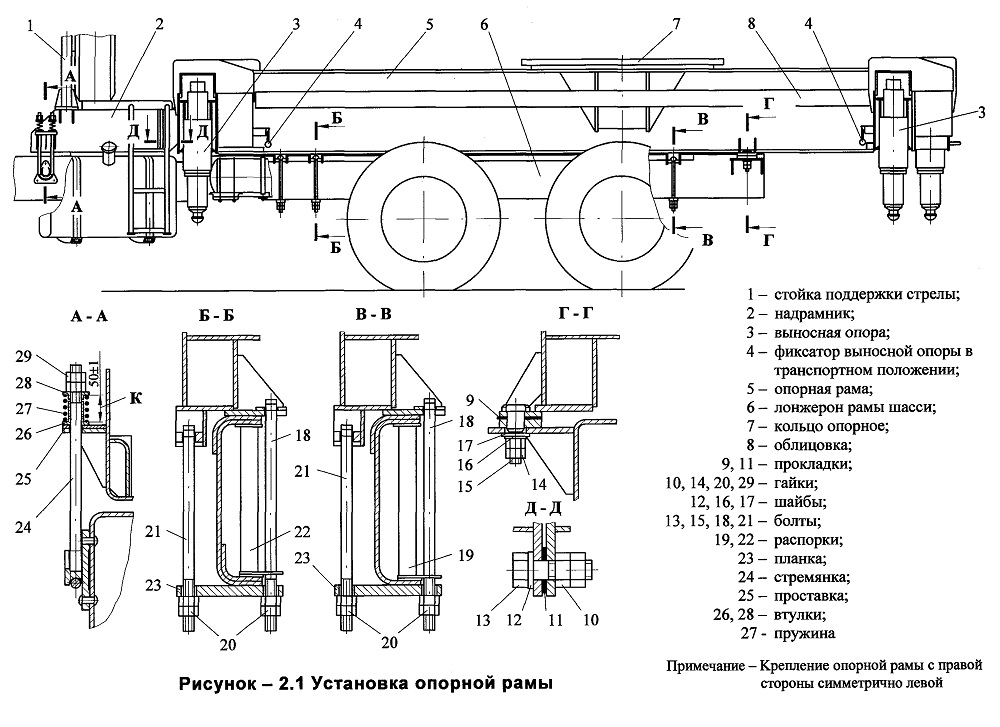 1 2 3 4 5 6 7 8 4
А
Б
Г
В
Д Д
3
А
Б
В
Г
А - А
Б - Б
В - В
Г - Г
29
28
27
26
25
24
50±1
К
18
21
22
23
20
18
21
19
23
20
9
17
16
15
14
Д - Д
13 12 11 10
1 – стойка поддержки стрелы;
2 – надрамник;
3 – выносная опора;
4 – фиксатор выносной опоры в
транспортном положении;
5 – опорная рама;
6 – лонжерон рамы шасси;
7 – кольцо опорное;
8 – облицовка;
9, 11 – прокладки;
10, 14, 20, 29 – гайки;
12, 16, 17 – шайбы;
13, 15, 18, 21 – болты;
19, 22 – распорки;
23 – планка;
24 – стремянка;
25 – проставка;
26, 28 – втулки;
27 - пружина
Примечание – Крепление опорной рамы с правой
стороны симметрично левой
Рисунок – 2.1 Установка опорной рамы